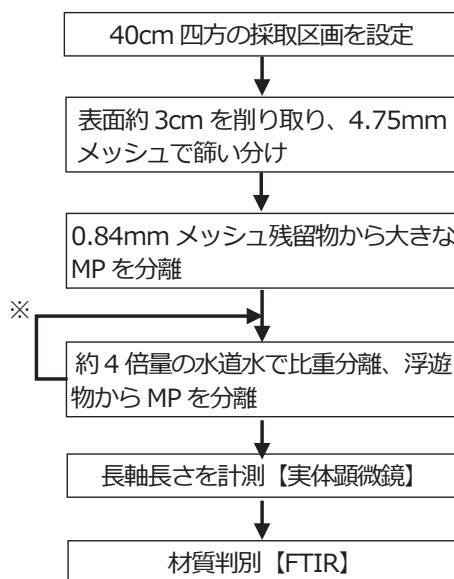 40cm 四方の採取区画を設定
表面約 3cm を削り取り、4.75mm
メッシュで篩い分け
0.84mm メッシュ残留物から大きな
MP を分離
※
約 4 倍量の水道水で比重分離、浮遊
物から MP を分離
長軸長さを計測【実体顕微鏡】
材質判別【FTIR】